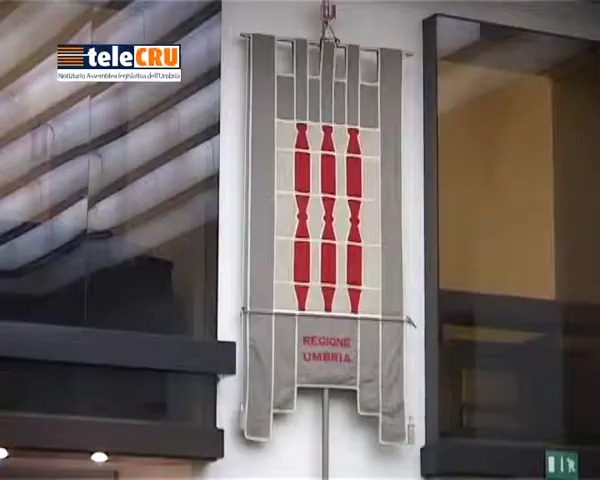 teleCRU
Notiziario Assemblea legislativa dell'Umbria
REGIONE
UMBRIA